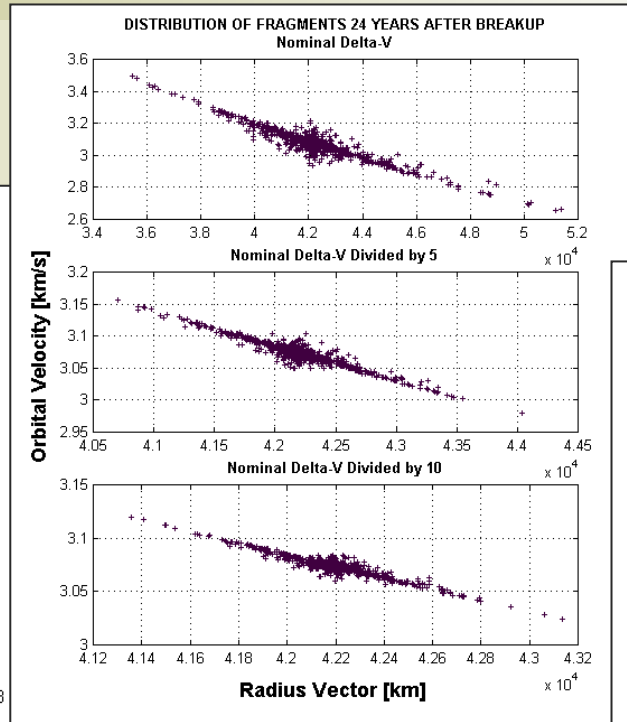 DISTRIBUTION OF FRAGMENTS 24 YEARS AFTER BREAKUP
Nominal Delta-V
3.6
3.4
3.2
3
2.8
2.6
3.4 3.6 3.8 4 4.2 4.4 4.6 4.8 5 5.2
x 10^4
Nominal Delta-V Divided by 5
3.2
3.15
3.1
3.05
3
2.95
4.05 4.1 4.15 4.2 4.25 4.3 4.35 4.4 4.45
x 10^4
Nominal Delta-V Divided by 10
3.15
3.1
3.05
3
4.12 4.14 4.16 4.18 4.2 4.22 4.24 4.26 4.28 4.3 4.32
x 10^4
Orbital Velocity [km/s]
Radius Vector [km]
3